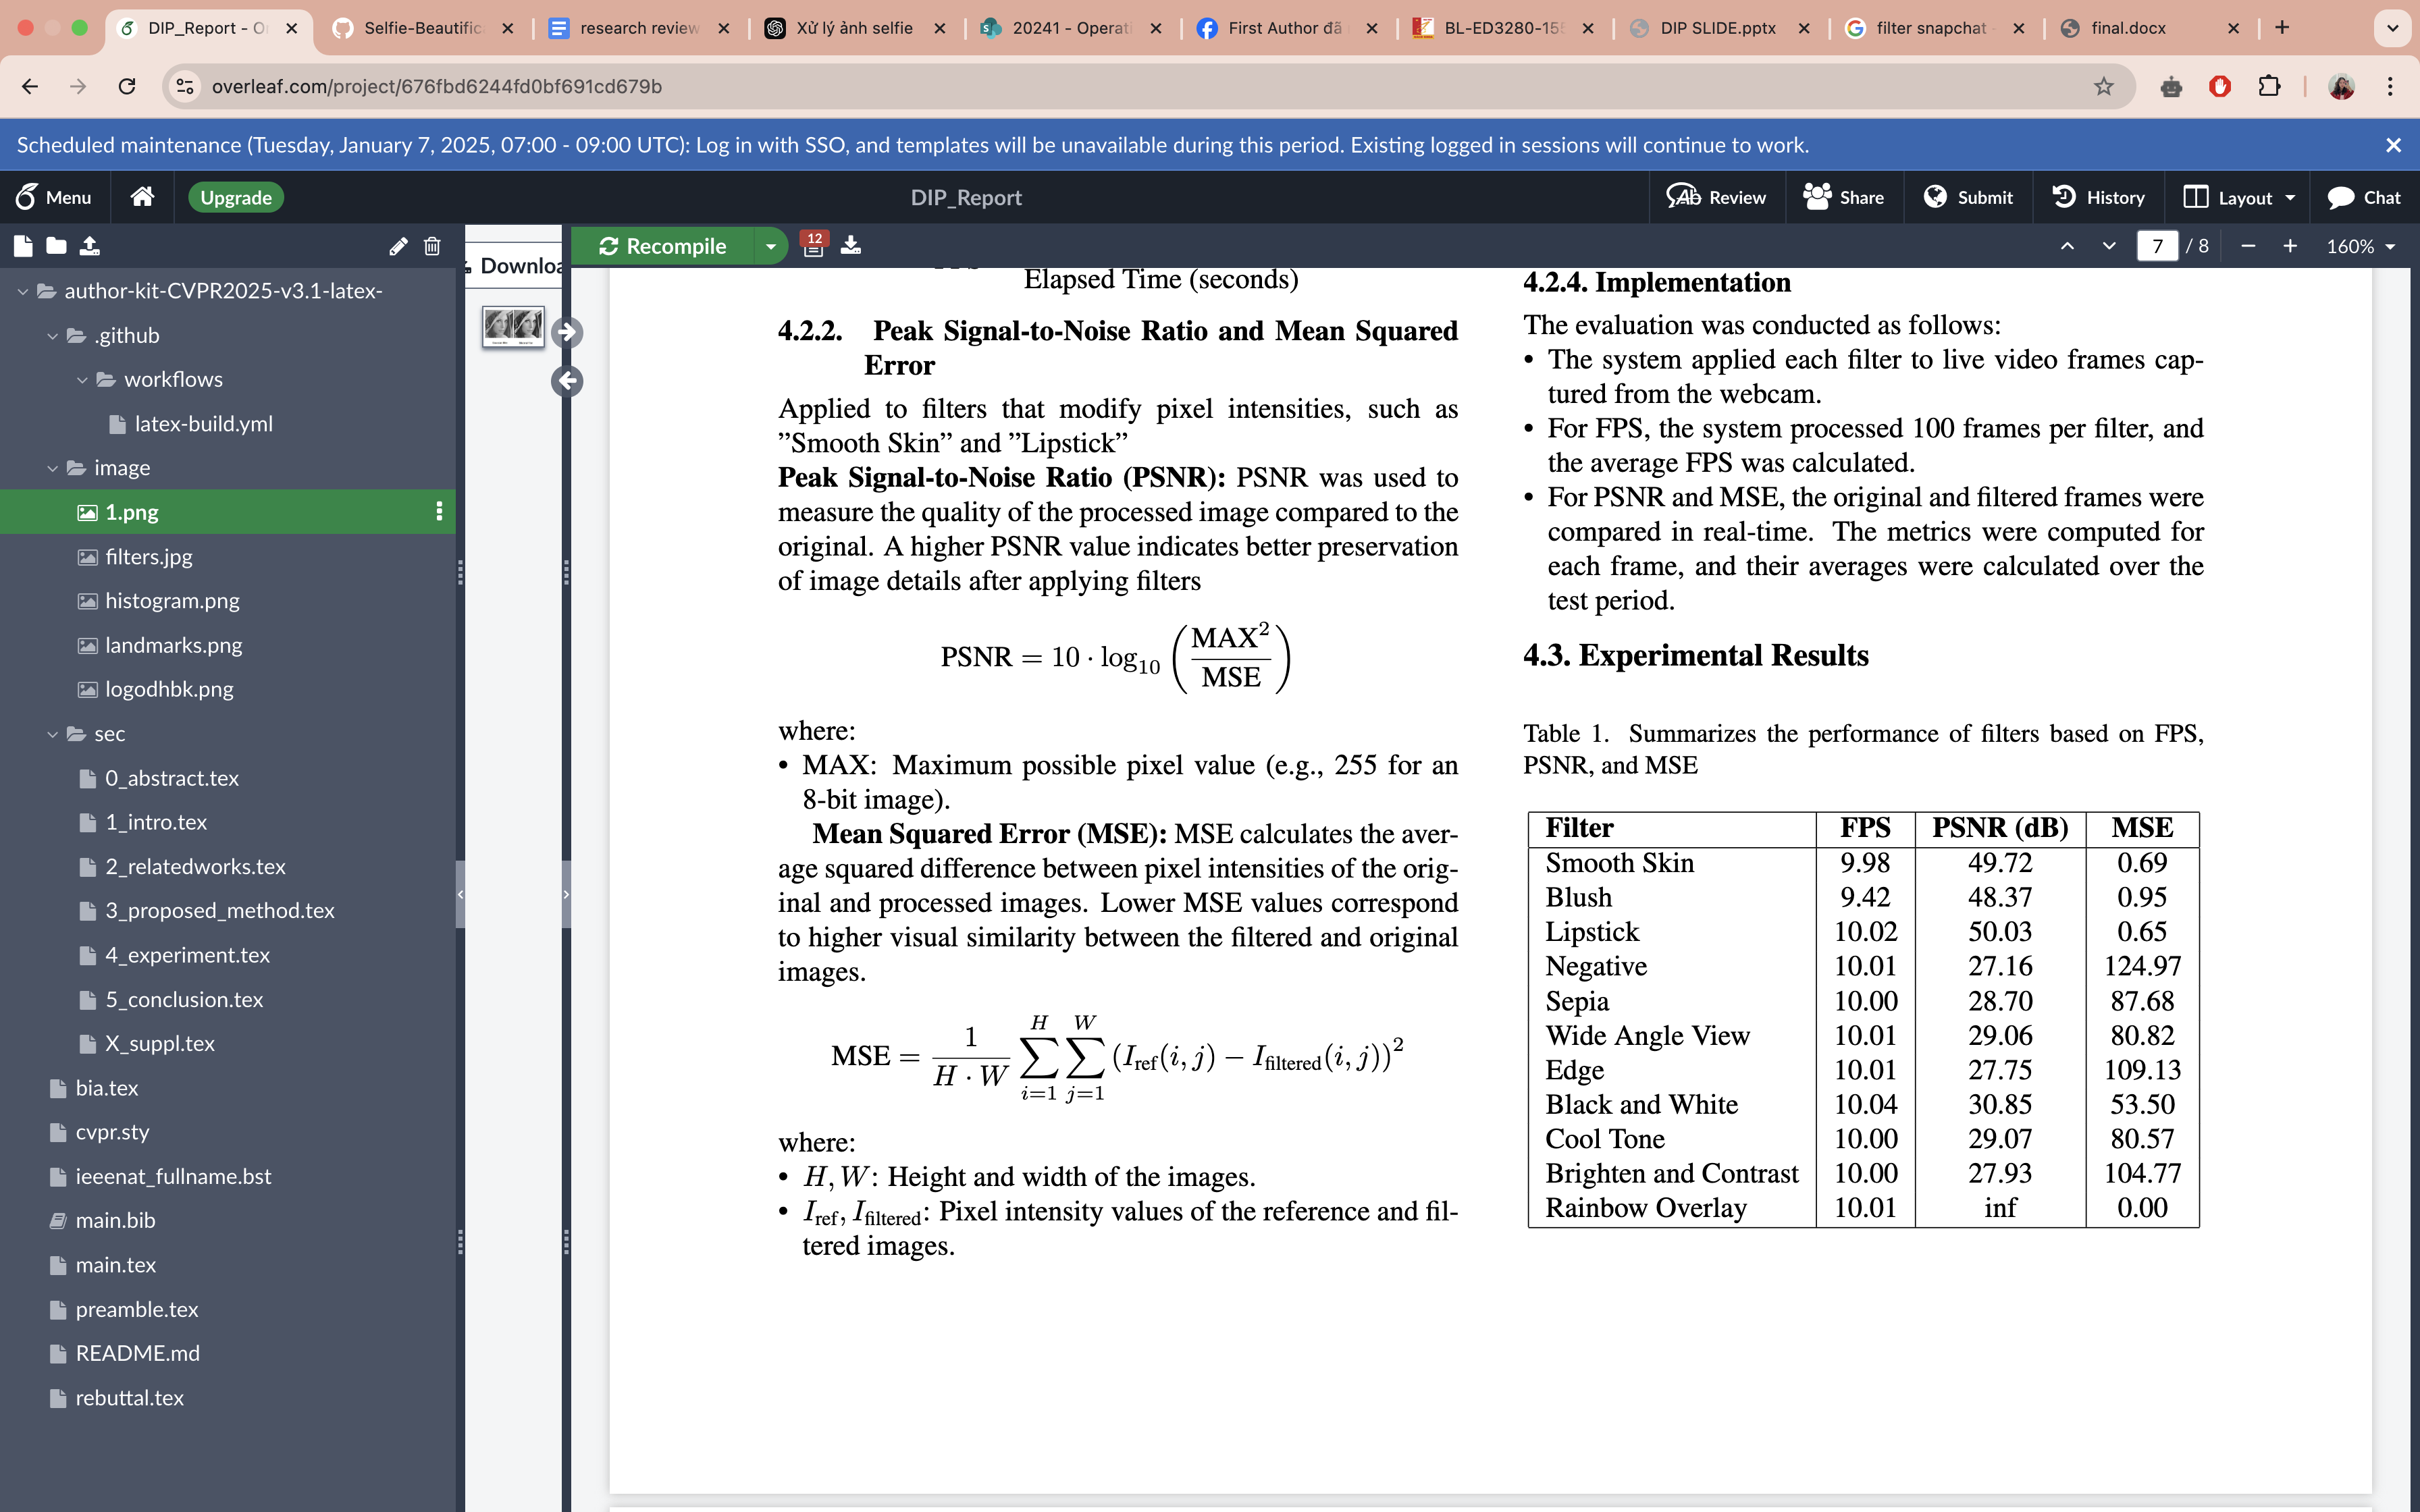 DIP_Report - O
Selfie-Beautific
research review
Xử lý ảnh selfie
20241 - Operati
First Author đã
BL-ED3280-155
DIP SLIDE.pptx
filter snapchat
final.docx
overleaf.com/project/676fbd6244fd0bf691cd679b
Scheduled maintenance (Tuesday, January 7, 2025, 07:00 - 09:00 UTC): Log in with SSO, and templates will be unavailable during this period. Existing logged in sessions will continue to work.
Menu
Upgrade
DIP_Report
Review
Share
Submit
History
Layout
Chat
Recompile
12
7 / 8
160%
Downloa
author-kit-CVPR2025-v3.1-latex-
.github
workflows
latex-build.yml
image
1.png
filters.jpg
histogram.png
landmarks.png
logodhbk.png
sec
0_abstract.tex
1_intro.tex
2_relatedworks.tex
3_proposed_method.tex
4_experiment.tex
5_conclusion.tex
X_suppl.tex
bia.tex
cvpr.sty
ieeenat_fullname.bst
main.bib
main.tex
preamble.tex
README.md
rebuttal.tex
Elapsed Time (seconds)
4.2.2. Peak Signal-to-Noise Ratio and Mean Squared
Error
Applied to filters that modify pixel intensities, such as
”Smooth Skin” and ”Lipstick”
Peak Signal-to-Noise Ratio (PSNR): PSNR was used to
measure the quality of the processed image compared to the
original. A higher PSNR value indicates better preservation
of image details after applying filters
PSNR = 10 · log₁₀ (MAX² / MSE)
where:
• MAX: Maximum possible pixel value (e.g., 255 for an
8-bit image).
Mean Squared Error (MSE): MSE calculates the aver-
age squared difference between pixel intensities of the orig-
inal and processed images. Lower MSE values correspond
to higher visual similarity between the filtered and original
images.
MSE = 1 / (H · W) ∑_{i=1}^{H} ∑_{j=1}^{W} (I_ref(i, j) − I_filtered(i, j))²
where:
• H, W: Height and width of the images.
• I_ref, I_filtered: Pixel intensity values of the reference and fil-
tered images.
4.2.4. Implementation
The evaluation was conducted as follows:
• The system applied each filter to live video frames cap-
tured from the webcam.
• For FPS, the system processed 100 frames per filter, and
the average FPS was calculated.
• For PSNR and MSE, the original and filtered frames were
compared in real-time. The metrics were computed for
each frame, and their averages were calculated over the
test period.
4.3. Experimental Results
Table 1. Summarizes the performance of filters based on FPS,
PSNR, and MSE
Filter FPS PSNR (dB) MSE
Smooth Skin 9.98 49.72 0.69
Blush 9.42 48.37 0.95
Lipstick 10.02 50.03 0.65
Negative 10.01 27.16 124.97
Sepia 10.00 28.70 87.68
Wide Angle View 10.01 29.06 80.82
Edge 10.01 27.75 109.13
Black and White 10.04 30.85 53.50
Cool Tone 10.00 29.07 80.57
Brighten and Contrast 10.00 27.93 104.77
Rainbow Overlay 10.01 inf 0.00